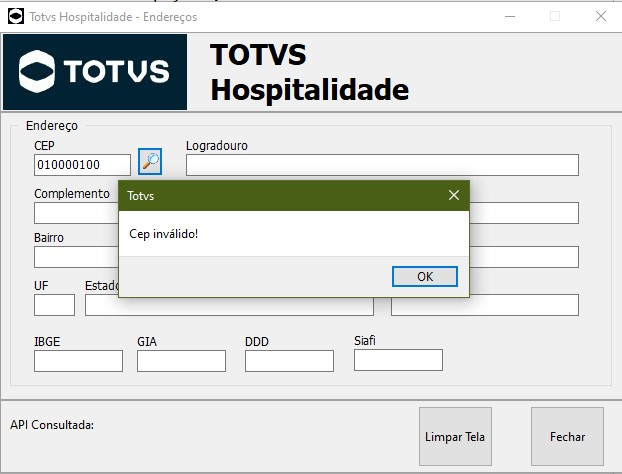 Totvs Hospitalidade - Endereços
TOTVS
TOTVS
Hospitalidade
Endereço
CEP
Logradouro
010000100
Complemento
Totvs
Cep inválido!
OK
Bairro
UF
IBGE
GIA
DDD
Siafi
API Consultada:
Limpar Tela
Fechar